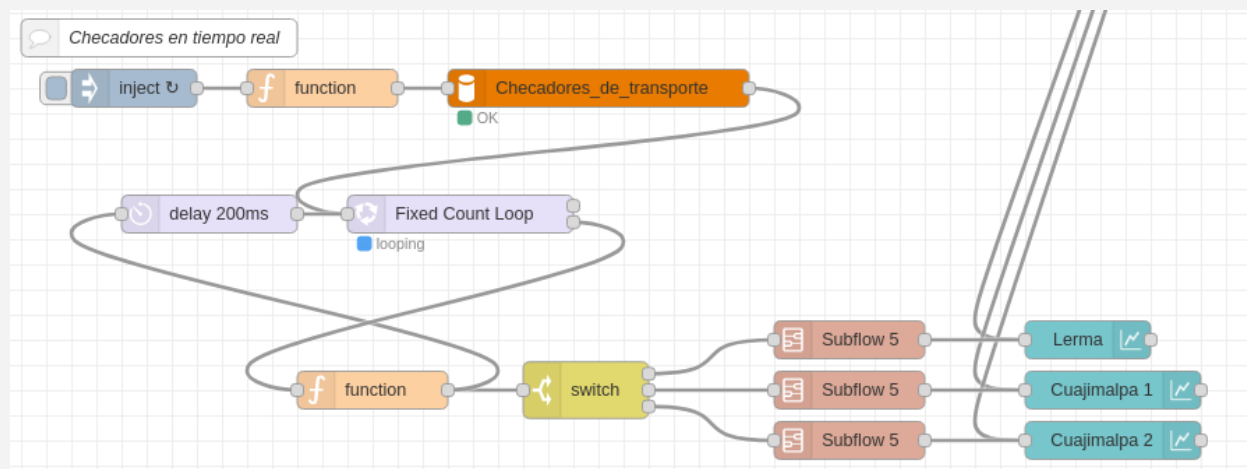 Checadores en tiempo real
inject ↻
function
Checadores_de_transporte
OK
delay 200ms
Fixed Count Loop
looping
function
switch
Subflow 5
Lerma
Subflow 5
Cuajimalpa 1
Subflow 5
Cuajimalpa 2